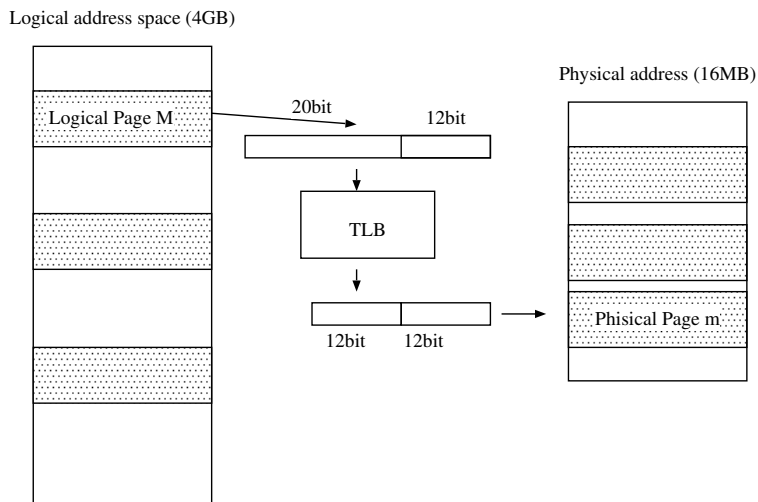 Logical address space (4GB)
Physical address (16MB)
Logical Page M
20bit
12bit
TLB
12bit
12bit
Phisical Page m